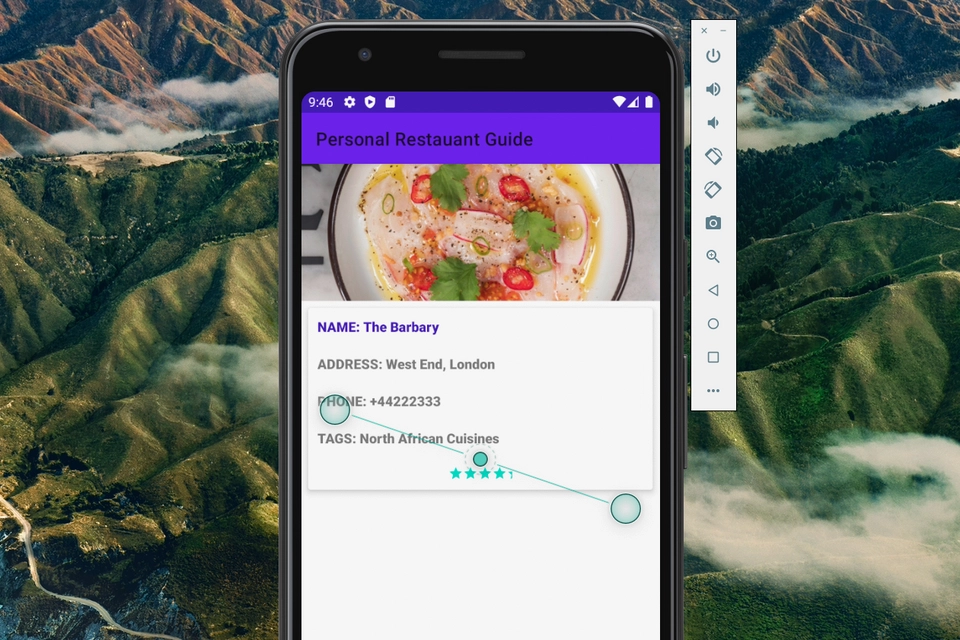 9:46
Personal Restauant Guide
NAME: The Barbary
ADDRESS: West End, London
PHONE: +44222333
TAGS: North African Cuisines